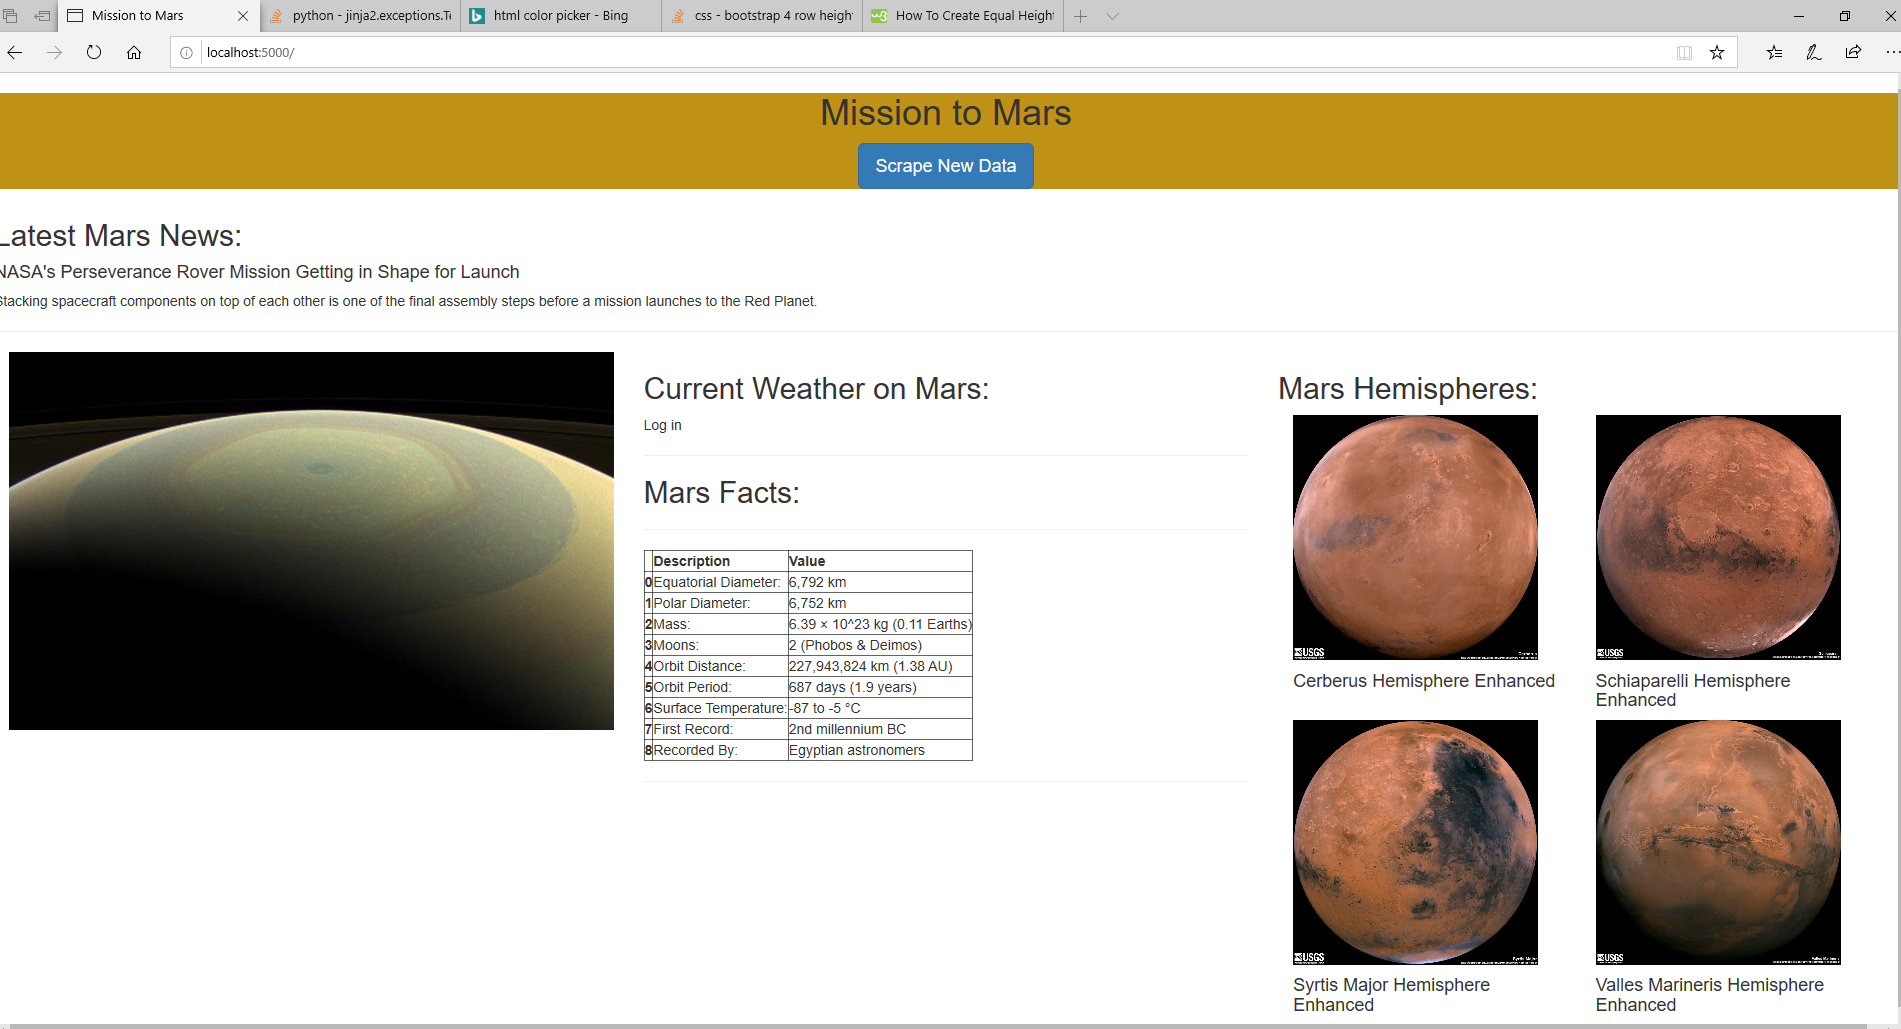 Mission to Mars
python - jinja2.exceptions.Te
html color picker - Bing
css - bootstrap 4 row height
How To Create Equal Height
localhost:5000/
Mission to Mars
Scrape New Data
Latest Mars News:
NASA's Perseverance Rover Mission Getting in Shape for Launch
Stacking spacecraft components on top of each other is one of the final assembly steps before a mission launches to the Red Planet.
Current Weather on Mars:
Log in
Mars Facts:
Description Value
0 Equatorial Diameter: 6,792 km
1 Polar Diameter: 6,752 km
2 Mass: 6.39 × 10^23 kg (0.11 Earths)
3 Moons: 2 (Phobos & Deimos)
4 Orbit Distance: 227,943,824 km (1.38 AU)
5 Orbit Period: 687 days (1.9 years)
6 Surface Temperature: -87 to -5 °C
7 First Record: 2nd millennium BC
8 Recorded By: Egyptian astronomers
Mars Hemispheres:
USGS
Cerberus Hemisphere Enhanced
USGS
Schiaparelli Hemisphere
Enhanced
USGS
Syrtis Major
Syrtis Major Hemisphere
Enhanced
USGS
Valles Marineris
Valles Marineris Hemisphere
Enhanced